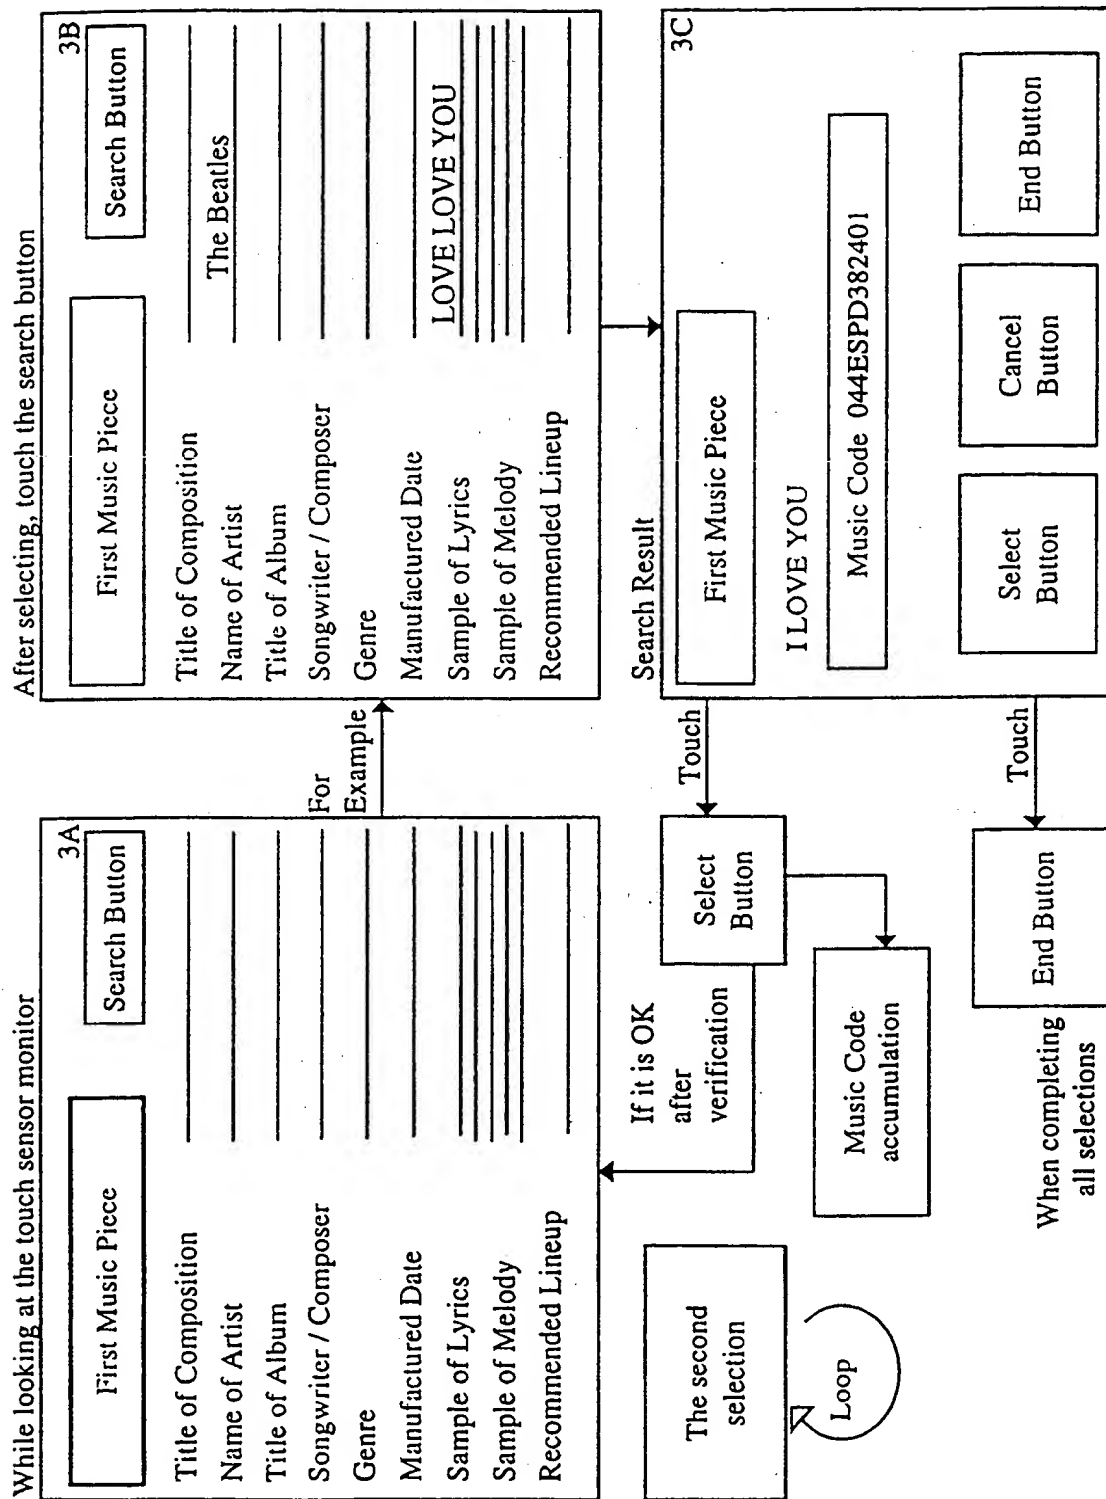 While looking at the touch sensor monitor
3A
First Music Piece
Search Button
Title of Composition
Name of Artist
Title of Album
Songwriter / Composer
Genre
Manufactured Date
Sample of Lyrics
Sample of Melody
Recommended Lineup
For
Example
After selecting, touch the search button
3B
First Music Piece
Search Button
Title of Composition
Name of Artist The Beatles
Title of Album
Songwriter / Composer
Genre
Manufactured Date
Sample of Lyrics LOVE LOVE YOU
Sample of Melody
Recommended Lineup
Search Result
3C
First Music Piece
I LOVE YOU
Music Code 044ESPD382401
Select
Button
Cancel
Button
End Button
Touch
Select
Button
If it is OK
after
verification
Music Code
accumulation
Touch
End Button
When completing
all selections
The second
selection
Loop